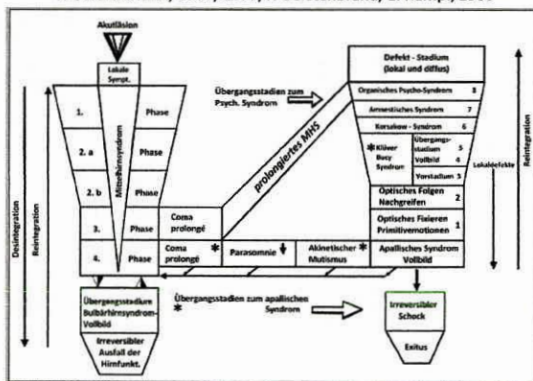 Akutläsion
Lokale
Sympt.
Mittelhirnsyndrom
1. Phase
2. a Phase
2. b Phase
3. Phase
4. Phase
Desintegration
Reintegration
Coma
prolongé
Coma *
prolongé
Parasomnie
Akinetischer *
Mutismus
Apallisches Syndrom
Vollbild
prolongiertes MHS
Übergangsstadien zum
Psych. Syndrom
Defekt - Stadium
(lokal und diffus)
Organisches Psycho-Syndrom 8
Amnestisches Syndrom 7
Korsakow - Syndrom 6
* Klüver
Bucy
Syndrom
Übergangs-
stadium 5
Vollbild 4
Vorstadium 3
Optisches Folgen
Nachgreifen 2
Optisches Fixieren
Primitivemotionen 1
Lokaldefekte
Reintegration
Übergangsstadium
Bulbärhirnsyndrom-
Vollbild
Irreversibler
Ausfall der
Hirnfunkt.
Übergangsstadien zum apallischen
* Syndrom
Irreversibler
Schock
Exitus